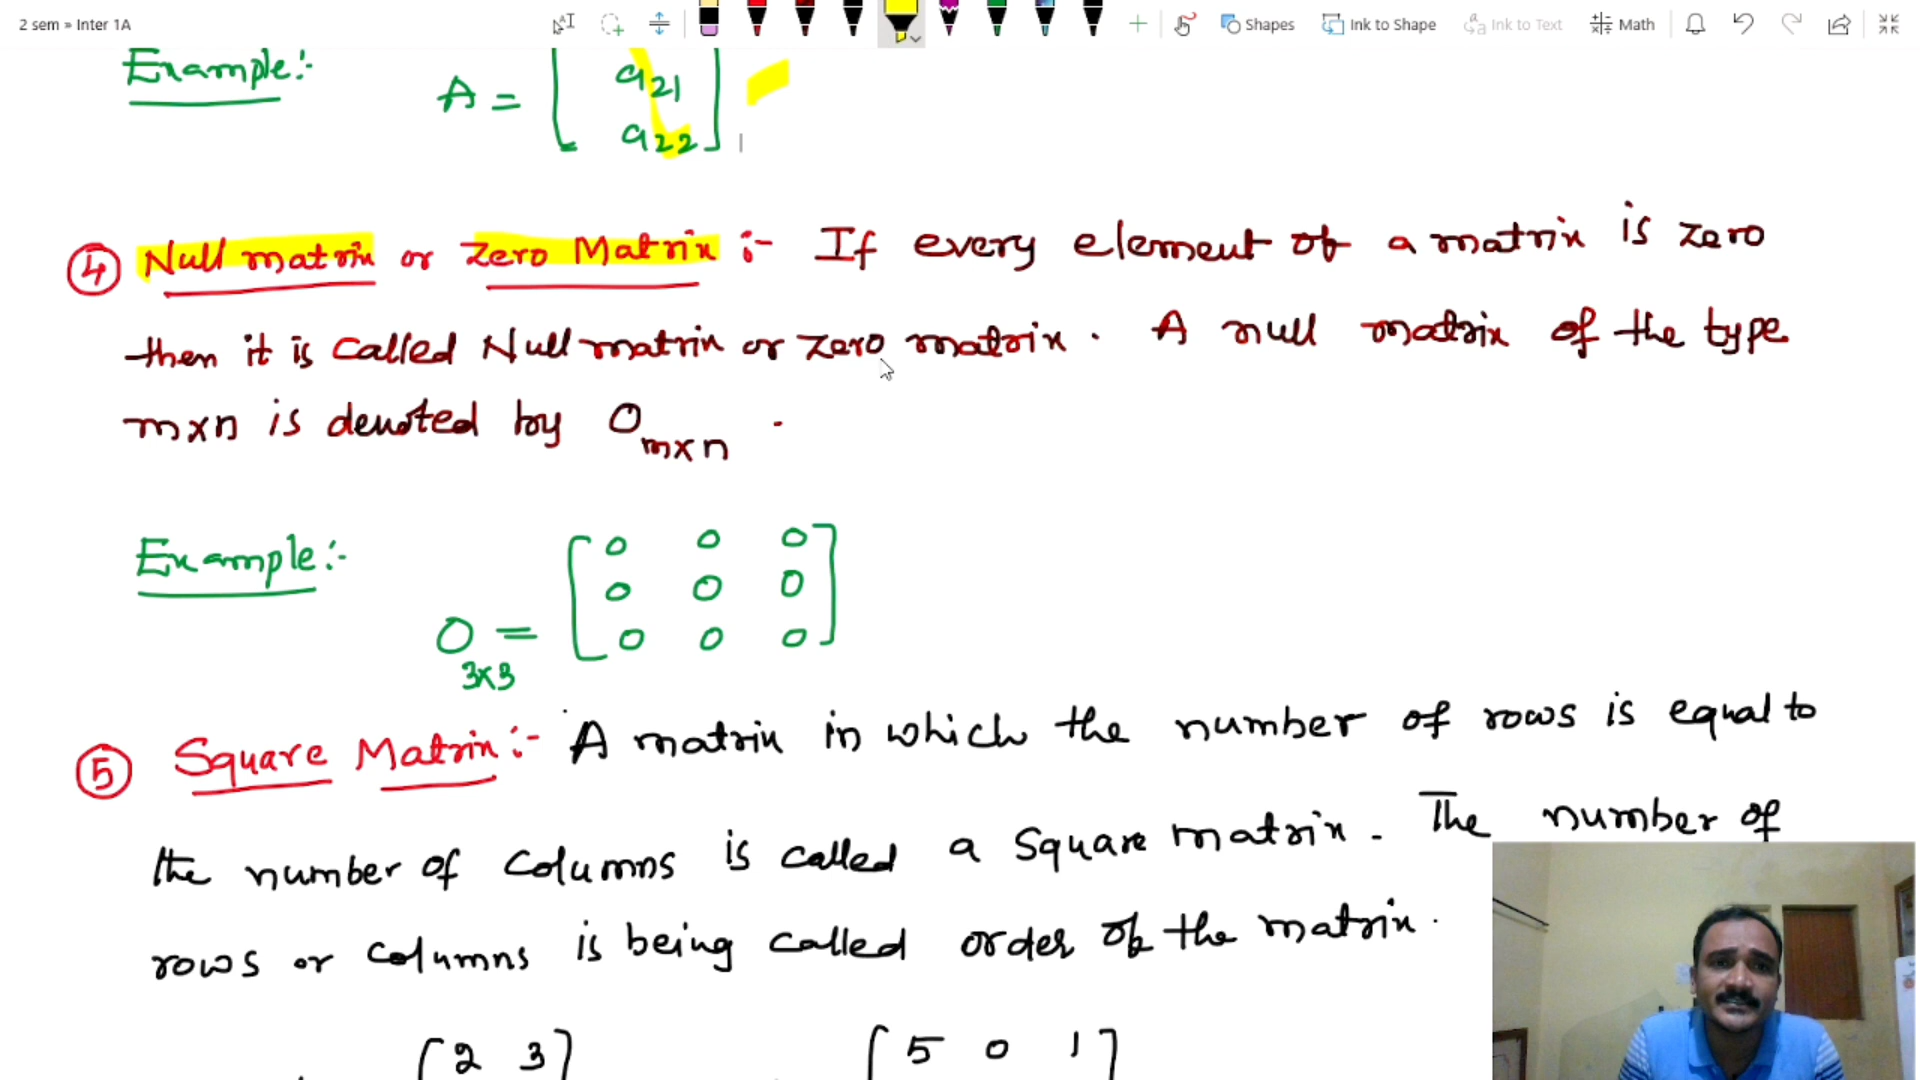 2 sem » Inter 1A
Shapes Ink to Shape Ink to Text Math
Example:-
A = [ a21
a22 ]
④ Null matrix or Zero Matrix :- If every element of a matrix is zero
then it is called Null matrix or zero matrix. A null matrix of the type
m×n is denoted by O m×n .
Example:-
O 3×3 = [ 0 0 0
0 0 0
0 0 0 ]
⑤ Square Matrix :- A matrix in which the number of rows is equal to
the number of columns is called a square matrix. The number of
rows or columns is being called order of the matrix.
[ 2 3 ] [ 5 0 1 ]